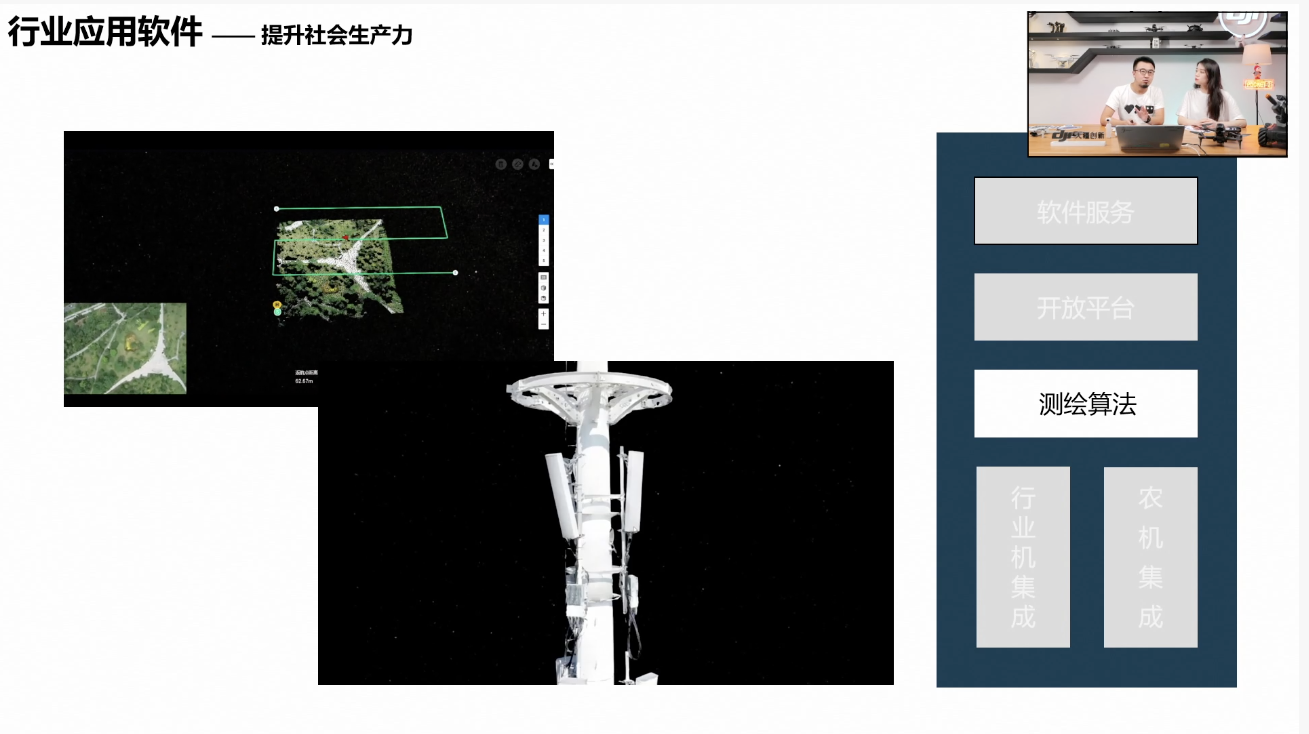 行业应用软件 —— 提升社会生产力
DJI
软件服务
开放平台
测绘算法
行业机集成
农机集成
62.67m